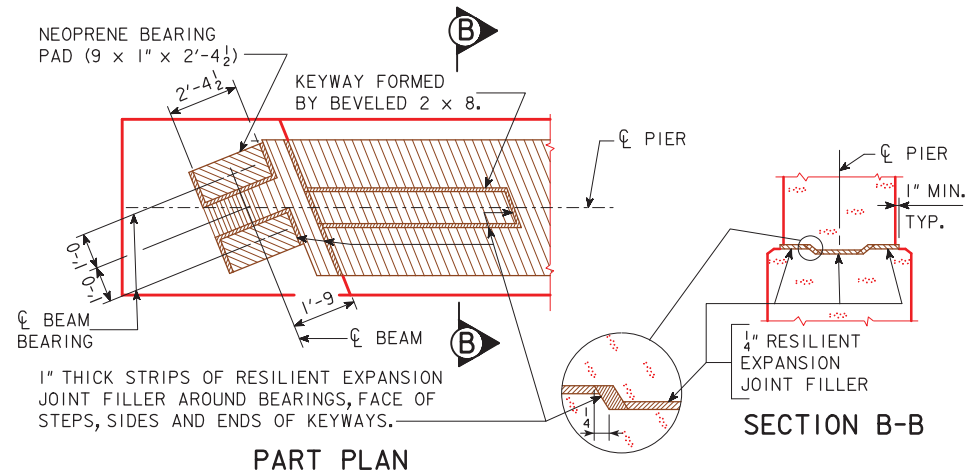 NEOPRENE BEARING
PAD (9 x 1" x 2'-4½)
2'-4½
KEYWAY FORMED
BY BEVELED 2 x 8.
B
℄ PIER
1'-0
1'-0
1'-9
℄ BEAM
BEARING
℄ BEAM
B
1" THICK STRIPS OF RESILIENT EXPANSION
JOINT FILLER AROUND BEARINGS, FACE OF
STEPS, SIDES AND ENDS OF KEYWAYS.
PART PLAN
℄ PIER
1" MIN.
TYP.
¼
¼" RESILIENT
EXPANSION
JOINT FILLER
SECTION B-B